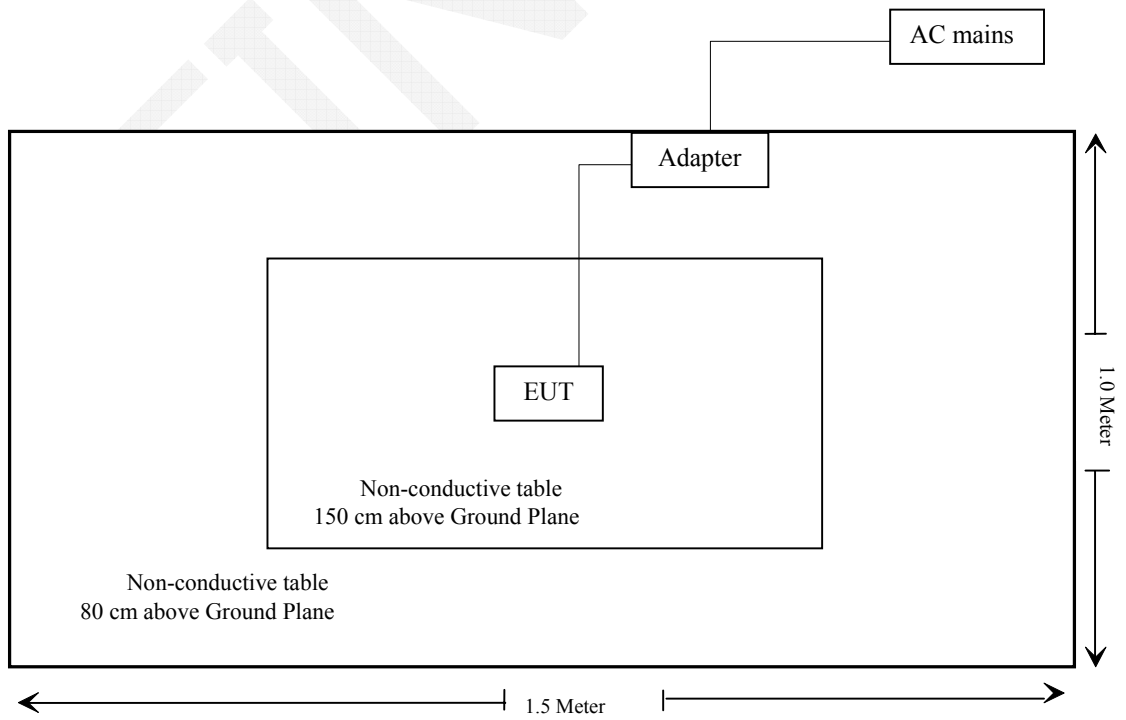 AC mains
Adapter
EUT
1.0 Meter
Non-conductive table
150 cm above Ground Plane
Non-conductive table
80 cm above Ground Plane
1.5 Meter